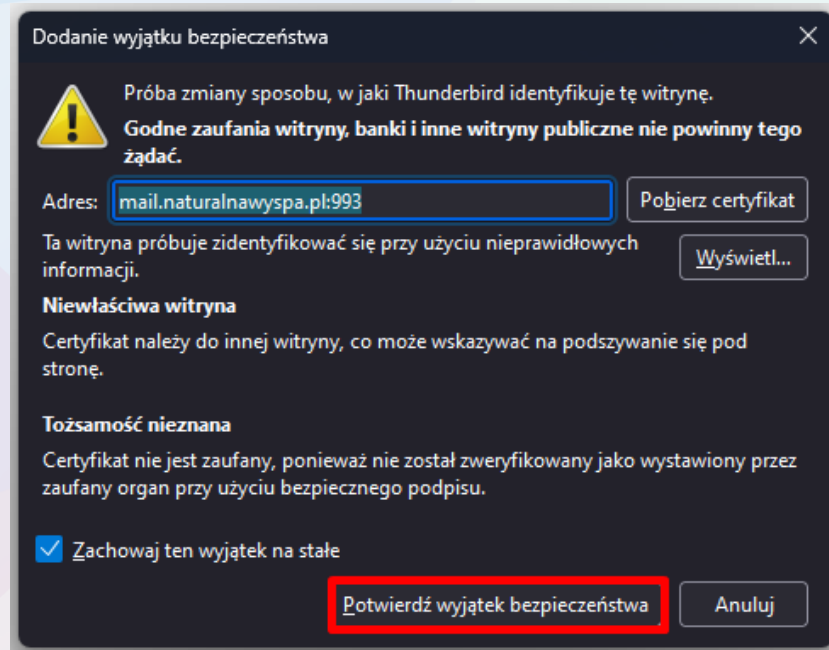 Dodanie wyjątku bezpieczeństwa
Próba zmiany sposobu, w jaki Thunderbird identyfikuje tę witrynę.
Godne zaufania witryny, banki i inne witryny publiczne nie powinny tego
żądać.
Adres: mail.naturalnawyspa.pl:993 Pobierz certyfikat
Ta witryna próbuje zidentyfikować się przy użyciu nieprawidłowych
informacji.
Wyświetl...
Niewłaściwa witryna
Certyfikat należy do innej witryny, co może wskazywać na podszywanie się pod
stronę.
Tożsamość nieznana
Certyfikat nie jest zaufany, ponieważ nie został zweryfikowany jako wystawiony przez
zaufany organ przy użyciu bezpiecznego podpisu.
Zachowaj ten wyjątek na stałe
Potwierdź wyjątek bezpieczeństwa Anuluj